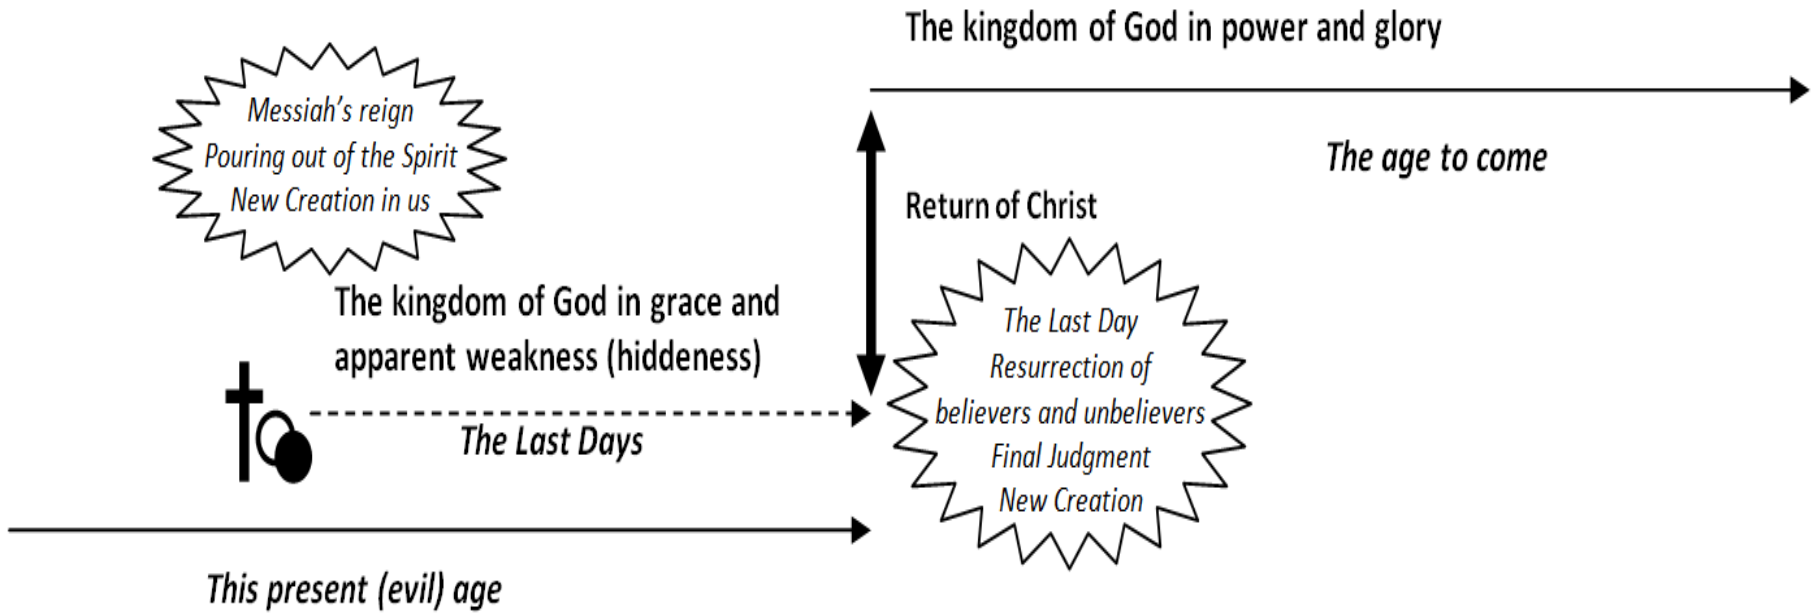 The kingdom of God in power and glory
Messiah's reign
Pouring out of the Spirit
New Creation in us
The age to come
Return of Christ
The kingdom of God in grace and
apparent weakness (hiddeness)
The Last Days
The Last Day
Resurrection of
believers and unbelievers
Final Judgment
New Creation
This present (evil) age